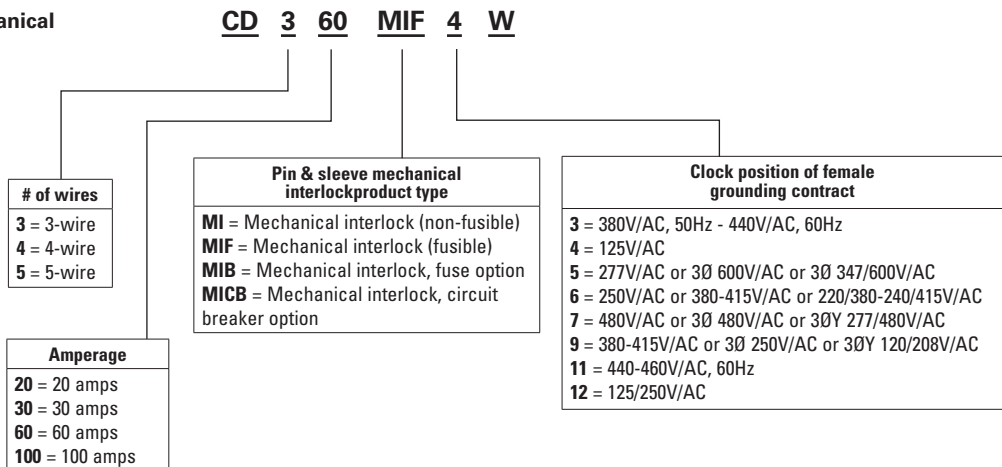 anical
CD 3 60 MIF 4 W
# of wires
3 = 3-wire
4 = 4-wire
5 = 5-wire
Amperage
20 = 20 amps
30 = 30 amps
60 = 60 amps
100 = 100 amps
Pin & sleeve mechanical
interlockproduct type
MI = Mechanical interlock (non-fusible)
MIF = Mechanical interlock (fusible)
MIB = Mechanical interlock, fuse option
MICB = Mechanical interlock, circuit
breaker option
Clock position of female
grounding contract
3 = 380V/AC, 50Hz - 440V/AC, 60Hz
4 = 125V/AC
5 = 277V/AC or 3Ø 600V/AC or 3Ø 347/600V/AC
6 = 250V/AC or 380-415V/AC or 220/380-240/415V/AC
7 = 480V/AC or 3Ø 480V/AC or 3ØY 277/480V/AC
9 = 380-415V/AC or 3Ø 250V/AC or 3ØY 120/208V/AC
11 = 440-460V/AC, 60Hz
12 = 125/250V/AC